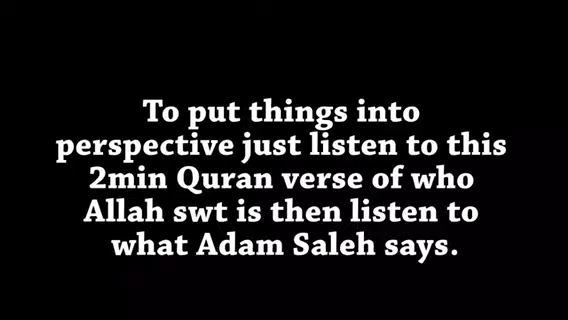 To put things into
perspective just listen to this
2min Quran verse of who
Allah swt is then listen to
what Adam Saleh says.